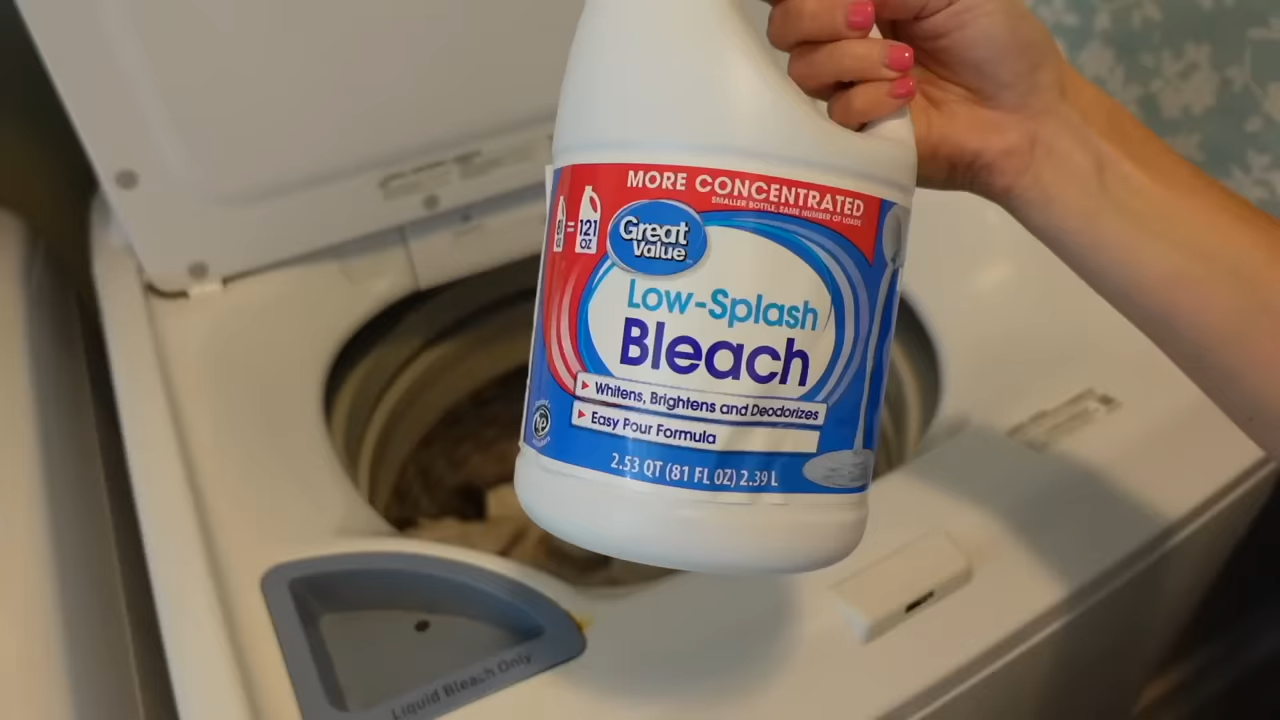 MORE CONCENTRATED
SMALLER BOTTLE, SAME NUMBER OF LOADS
=
121
OZ
Great
Value
Low-Splash
Bleach
Whitens, Brightens and Deodorizes
Easy Pour Formula
2.53 QT (81 FL OZ) 2.39 L
Liquid Bleach Only